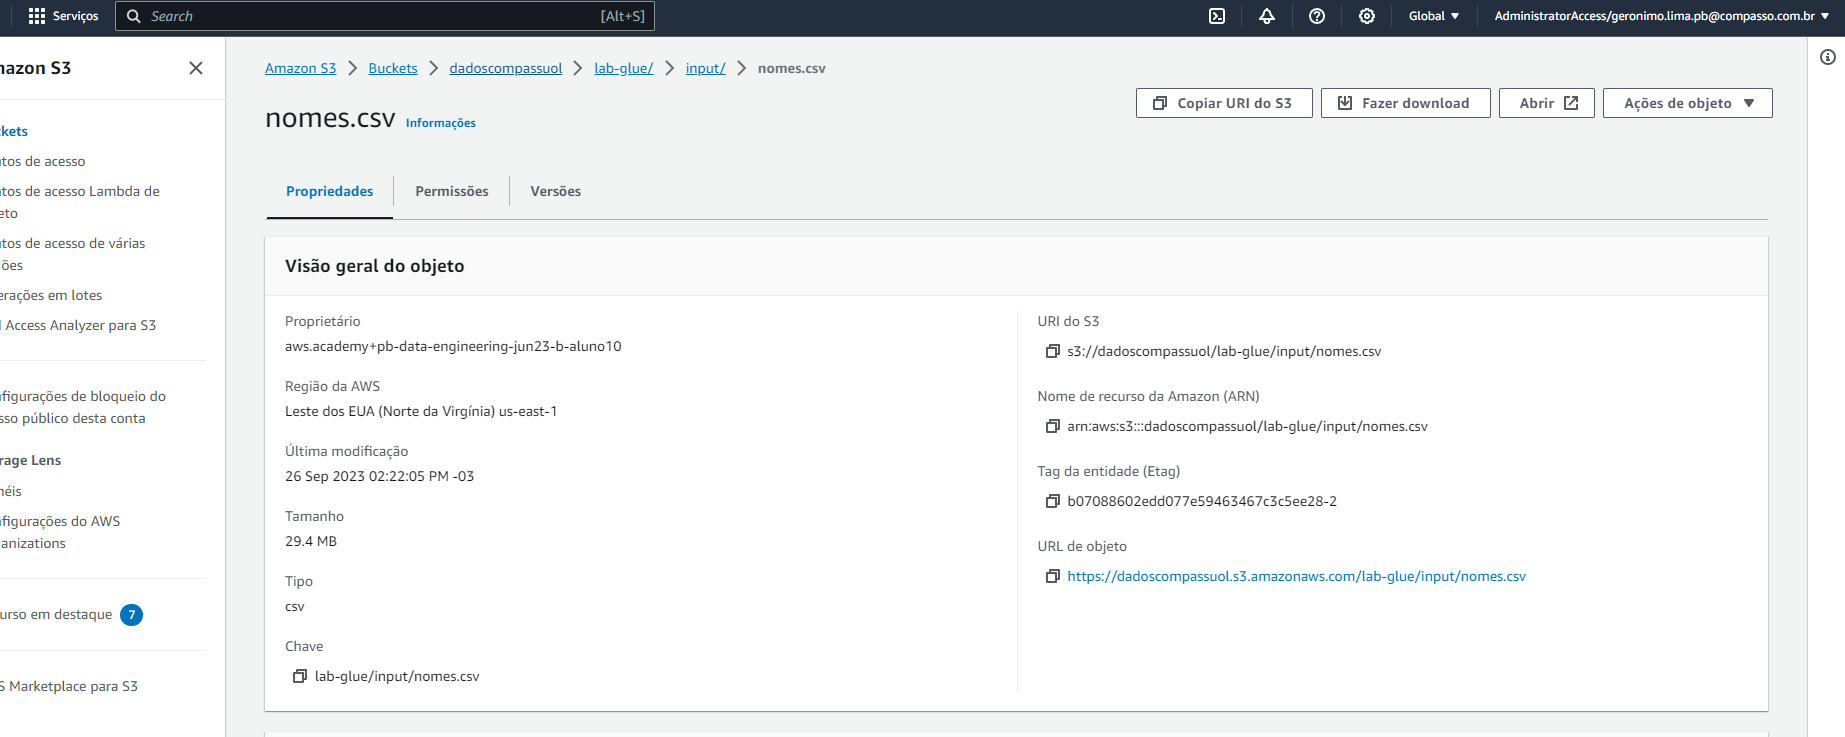 Serviços
Search
[Alt+S]
Global
AdministratorAccess/geronimo.lima.pb@compasso.com.br
nazon S3
kets
itos de acesso
itos de acesso Lambda de
eto
itos de acesso de várias
iões
erações em lotes
I Access Analyzer para S3
nfigurações de bloqueio do
sso público desta conta
rage Lens
néis
nfigurações do AWS
ganizations
urso em destaque 7
S Marketplace para S3
Amazon S3 > Buckets > dadoscompassuol > lab-glue/ > input/ > nomes.csv
nomes.csv Informações
Copiar URI do S3
Fazer download
Abrir
Ações de objeto
Propriedades
Permissões
Versões
Visão geral do objeto
Proprietário
aws.academy+pb-data-engineering-jun23-b-aluno10
Região da AWS
Leste dos EUA (Norte da Virgínia) us-east-1
Última modificação
26 Sep 2023 02:22:05 PM -03
Tamanho
29.4 MB
Tipo
csv
Chave
lab-glue/input/nomes.csv
URI do S3
s3://dadoscompassuol/lab-glue/input/nomes.csv
Nome de recurso da Amazon (ARN)
arn:aws:s3:::dadoscompassuol/lab-glue/input/nomes.csv
Tag da entidade (Etag)
b07088602edd077e59463467c3c5ee28-2
URL de objeto
https://dadoscompassuol.s3.amazonaws.com/lab-glue/input/nomes.csv